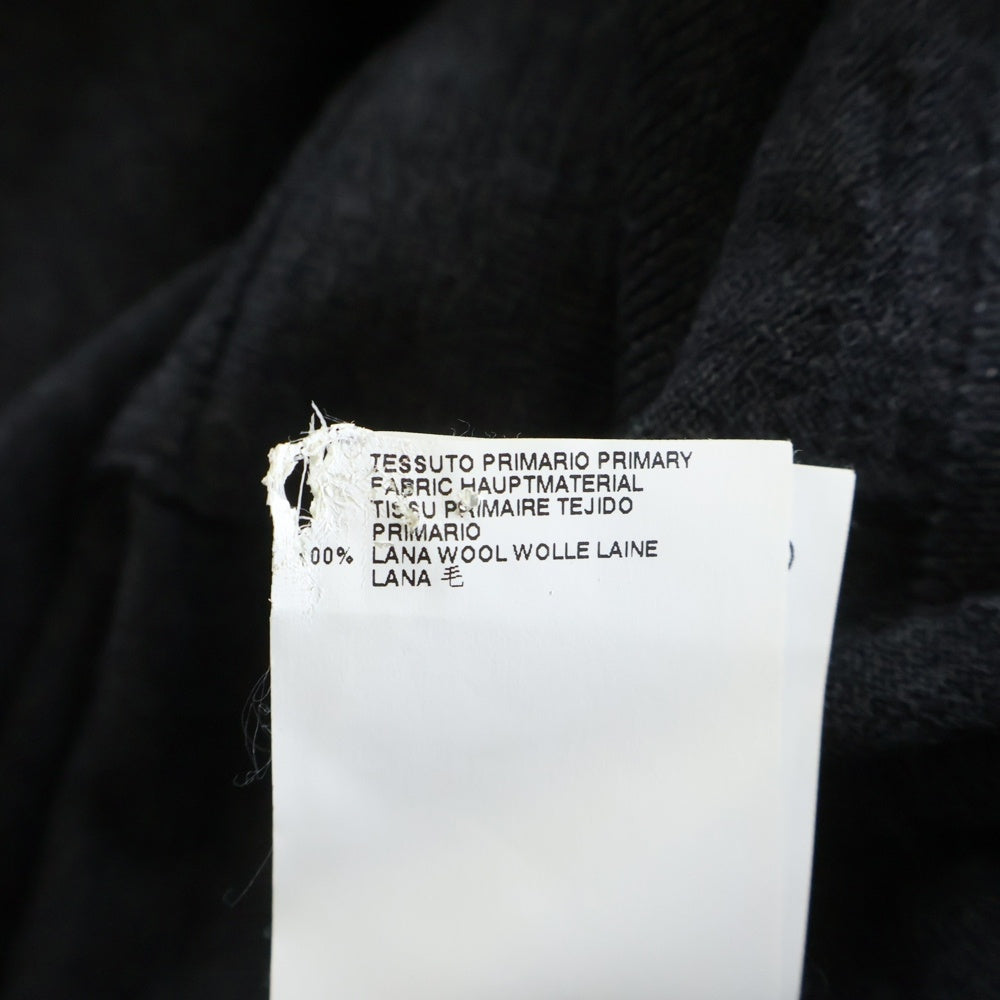 TESSUTO PRIMARIO PRIMARY
FABRIC HAUPTMATERIAL
TISSU PRIMAIRE TEJIDO
PRIMARIO
100% LANA WOOL WOLLE LAINE
LANA 毛